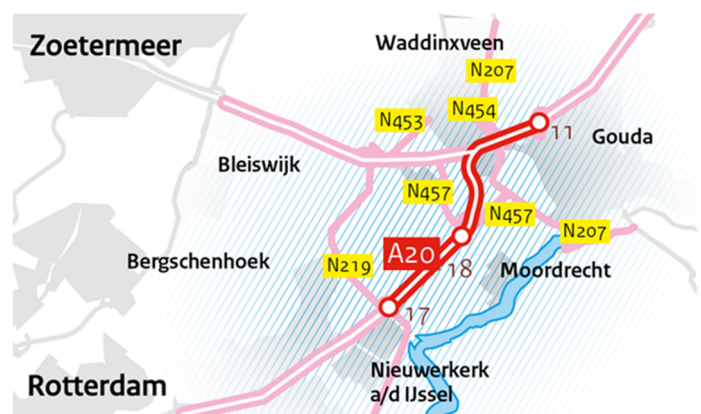 Zoetermeer
Waddinxveen
N207
N454
N453
11
Gouda
Bleiswijk
N457
N457
N207
A20
Bergschenhoek
N219
18
Moordrecht
17
Nieuwerkerk
a/d IJssel
Rotterdam